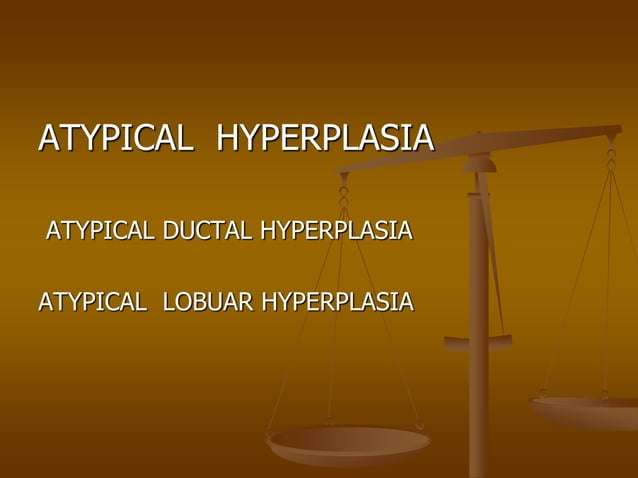 ATYPICAL HYPERPLASIA
ATYPICAL DUCTAL HYPERPLASIA
ATYPICAL LOBUAR HYPERPLASIA